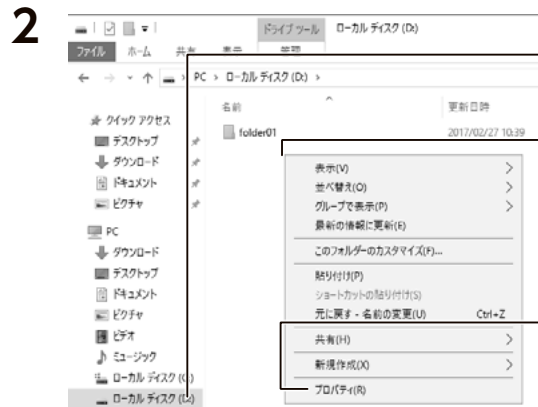 2
ドライブ ツール ローカル ディスク (D:)
ファイル ホーム 共有 表示 管理
PC › ローカル ディスク (D:) ›
名前 更新日時
folder01 2017/02/27 10:39
クイック アクセス
デスクトップ
ダウンロード
ドキュメント
ピクチャ
PC
ダウンロード
デスクトップ
ドキュメント
ピクチャ
ビデオ
ミュージック
ローカル ディスク (
ローカル ディスク (D:)
表示(V)
並べ替え(O)
グループで表示(P)
最新の情報に更新(E)
このフォルダーのカスタマイズ(F)...
貼り付け(P)
ショートカットの貼り付け(S)
元に戻す - 名前の変更(U) Ctrl+Z
共有(H)
新規作成(X)
プロパティ(R)